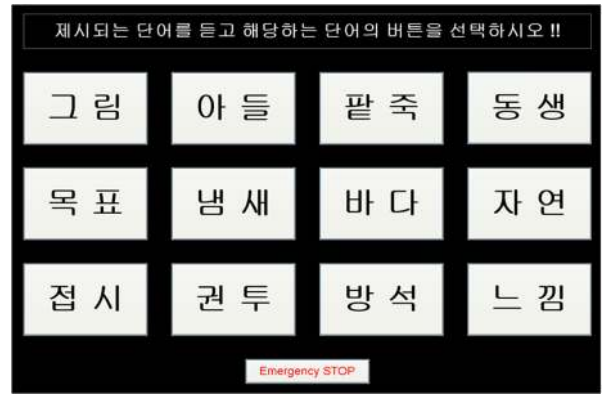 제시되는 단어를 듣고 해당하는 단어의 버튼을 선택하시오 !!
그 림 아 들 팥 죽 동 생
목 표 냄 새 바 다 자 연
접 시 권 투 방 석 느 낌
Emergency STOP